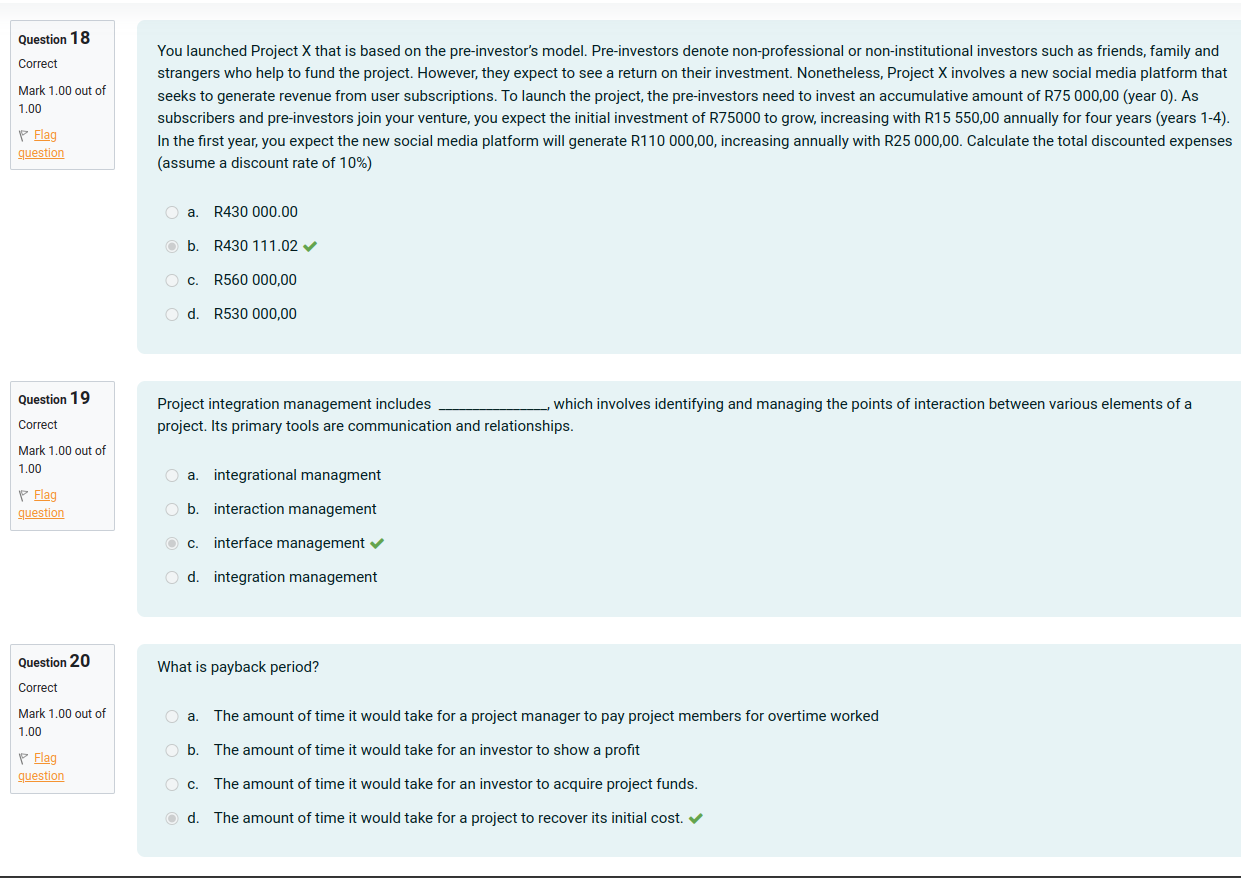 Question 18
Correct
Mark 1.00 out of
1.00
Flag
question
You launched Project X that is based on the pre-investor's model. Pre-investors denote non-professional or non-institutional investors such as friends, family and
strangers who help to fund the project. However, they expect to see a return on their investment. Nonetheless, Project X involves a new social media platform that
seeks to generate revenue from user subscriptions. To launch the project, the pre-investors need to invest an accumulative amount of R75 000,00 (year 0). As
subscribers and pre-investors join your venture, you expect the initial investment of R75000 to grow, increasing with R15 550,00 annually for four years (years 1-4).
In the first year, you expect the new social media platform will generate R110 000,00, increasing annually with R25 000,00. Calculate the total discounted expenses
(assume a discount rate of 10%)
a. R430 000.00
b. R430 111.02
c. R560 000,00
d. R530 000,00
Question 19
Correct
Mark 1.00 out of
1.00
Flag
question
Project integration management includes ________________, which involves identifying and managing the points of interaction between various elements of a
project. Its primary tools are communication and relationships.
a. integrational managment
b. interaction management
c. interface management
d. integration management
Question 20
Correct
Mark 1.00 out of
1.00
Flag
question
What is payback period?
a. The amount of time it would take for a project manager to pay project members for overtime worked
b. The amount of time it would take for an investor to show a profit
c. The amount of time it would take for an investor to acquire project funds.
d. The amount of time it would take for a project to recover its initial cost.